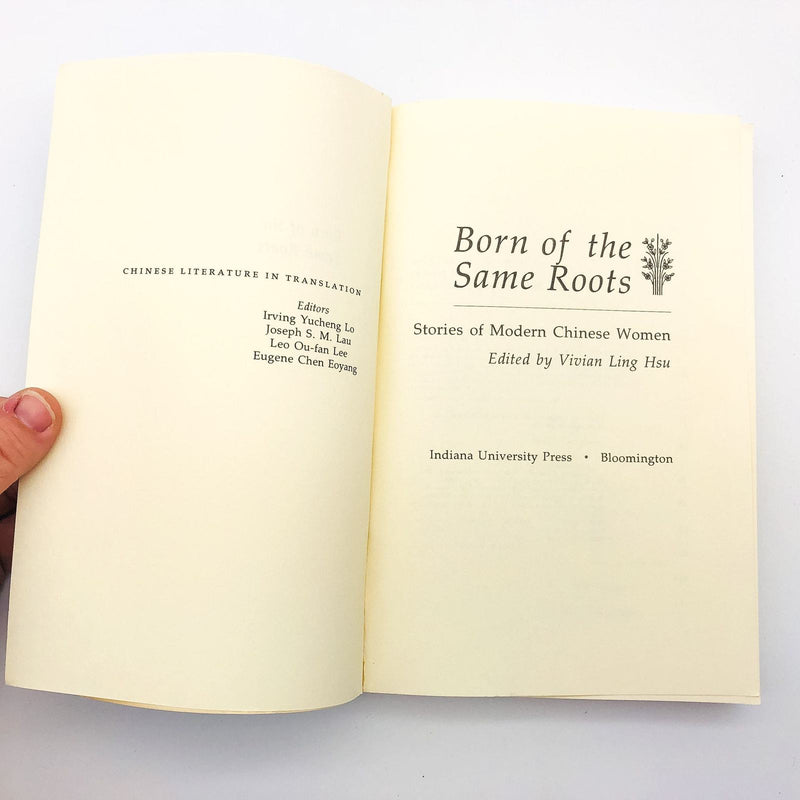 CHINESE LITERATURE IN TRANSLATION
Editors
Irving Yucheng Lo
Joseph S. M. Lau
Leo Ou-fan Lee
Eugene Chen Eoyang
Born of the
Same Roots
Stories of Modern Chinese Women
Edited by Vivian Ling Hsu
Indiana University Press • Bloomington